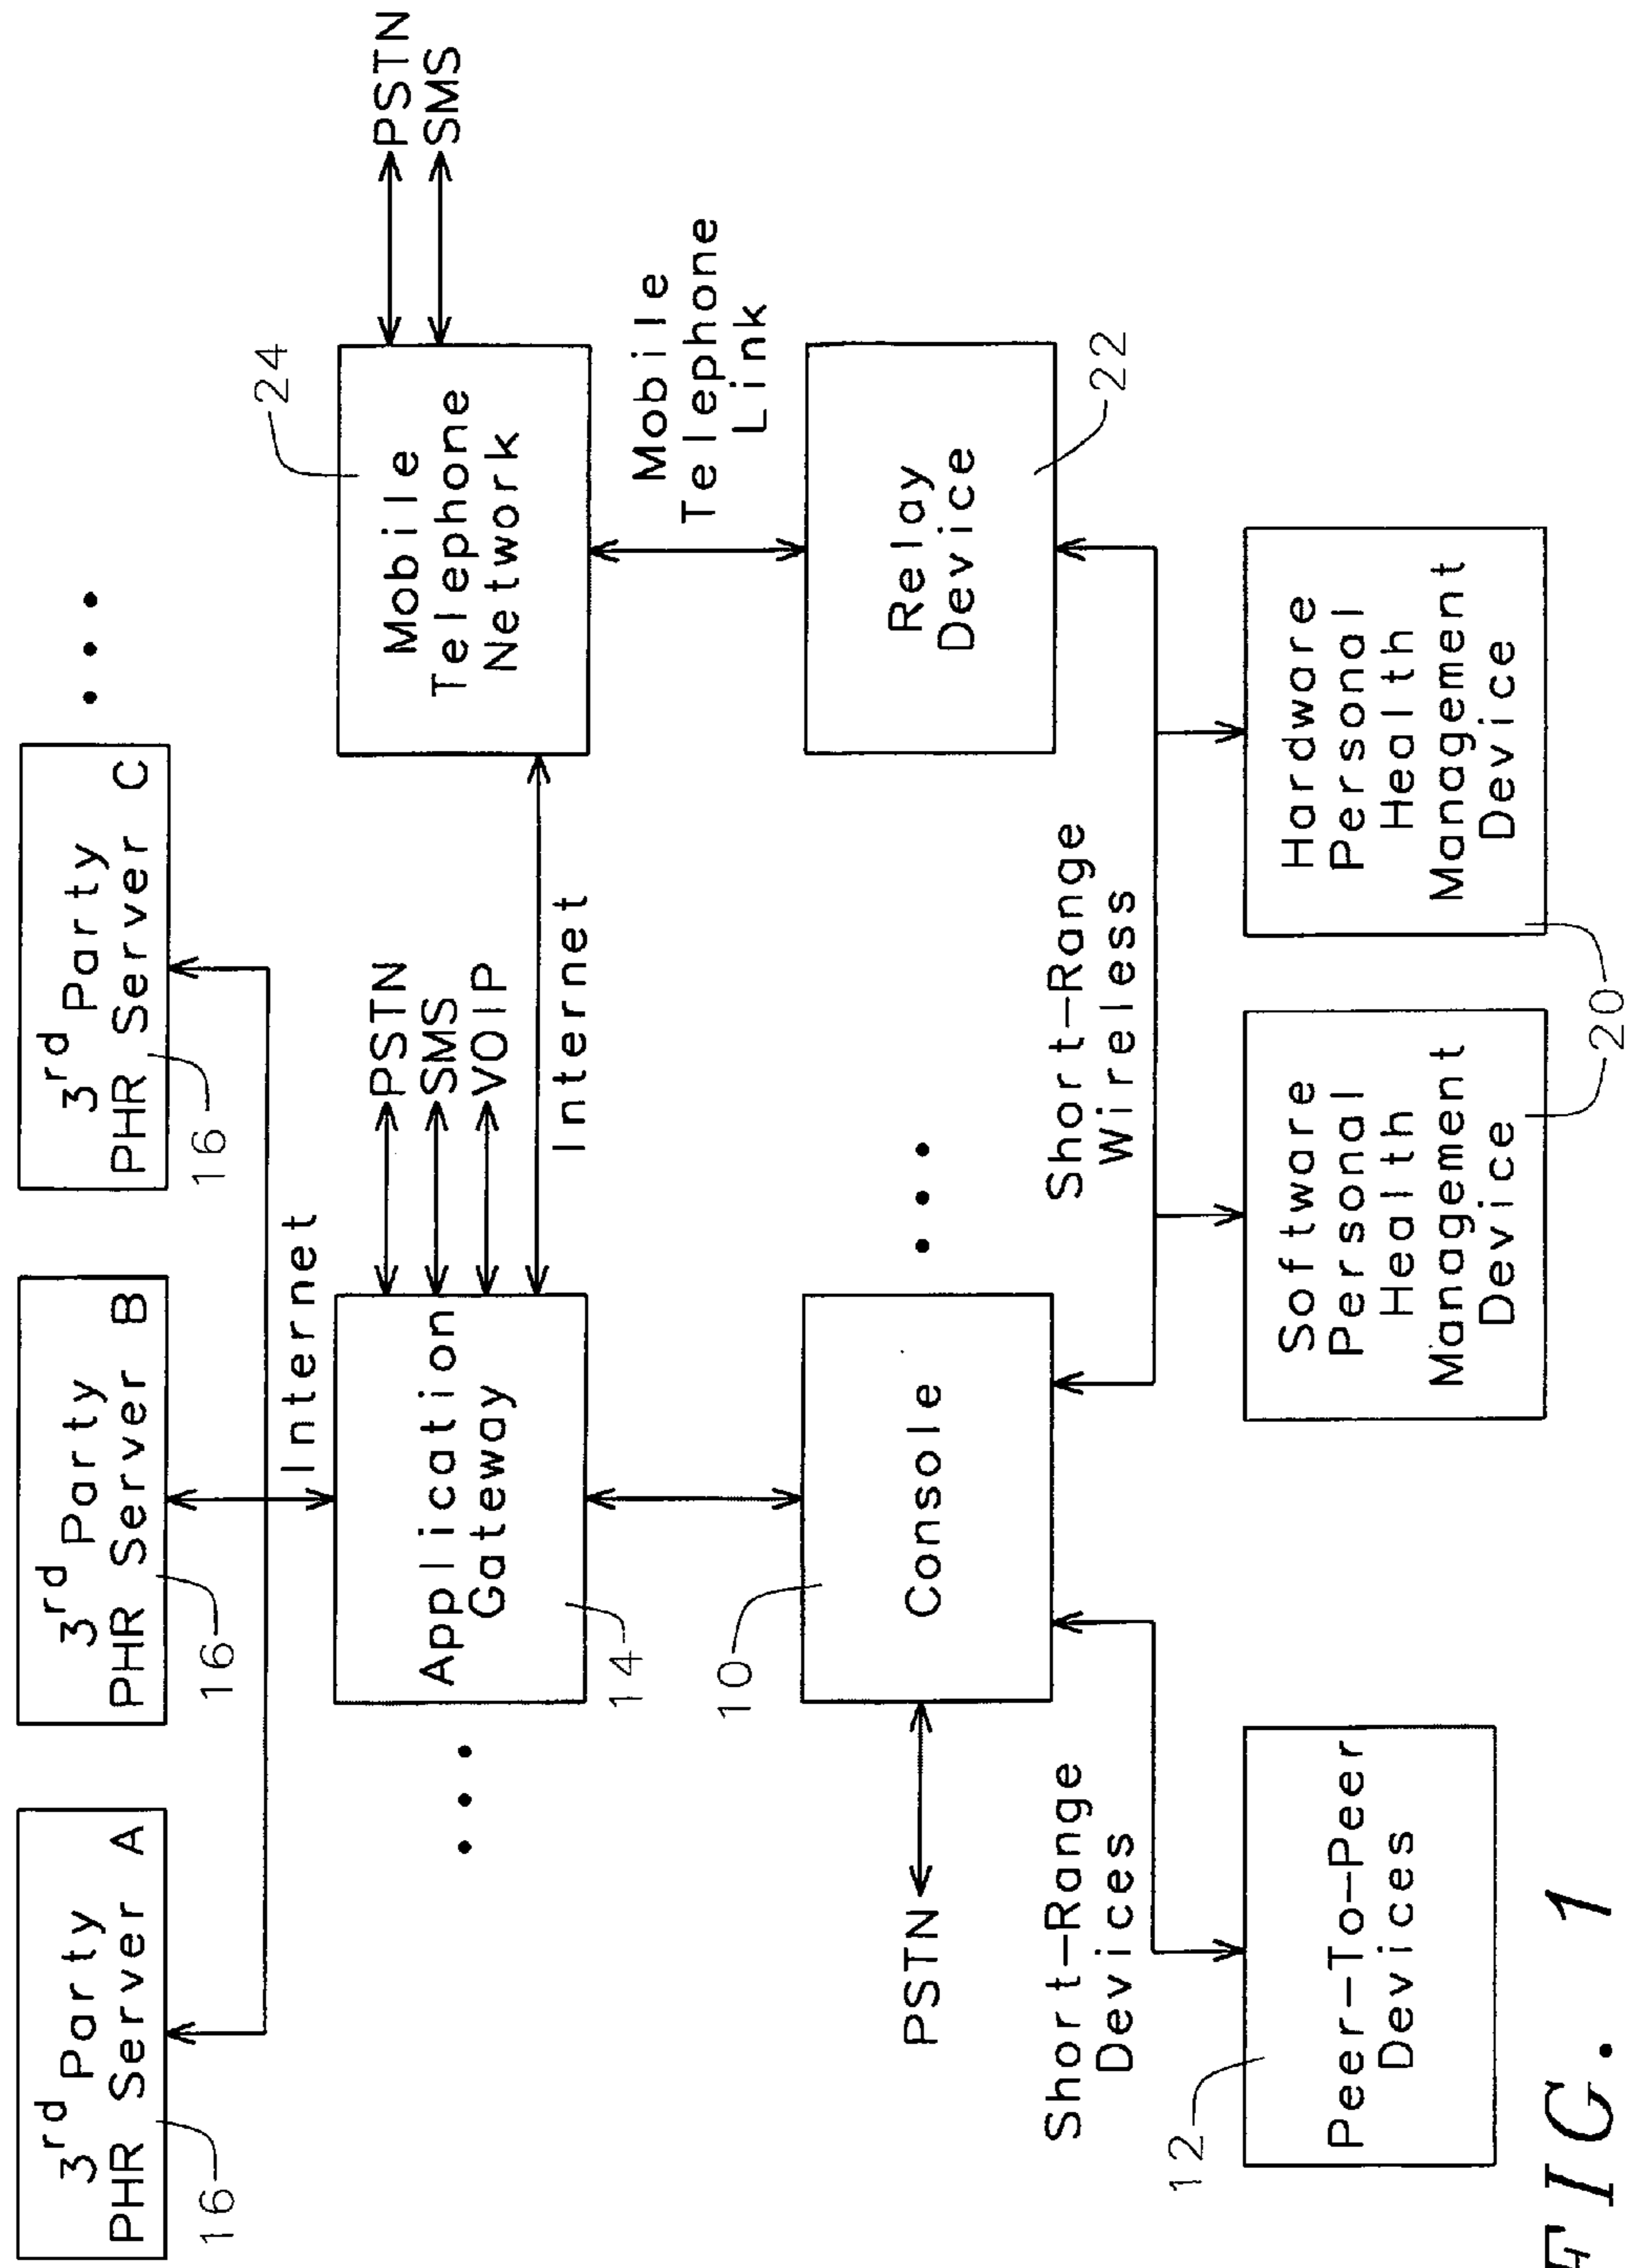 3rd Party
PHR Server A
16
3rd Party
PHR Server B
16
3rd Party
PHR Server C
16
Internet
Application
Gateway
14
PSTN
SMS
VOIP
Internet
Mobile
Telephone
Network
24
PSTN
SMS
Mobile
Telephone
Link
PSTN
10
Console
Relay
Device
22
Short-Range
Devices
Short-Range
Wireless
12
Peer-To-Peer
Devices
Software
Personal
Health
Management
Device
Hardware
Personal
Health
Management
Device
20
FIG. 1